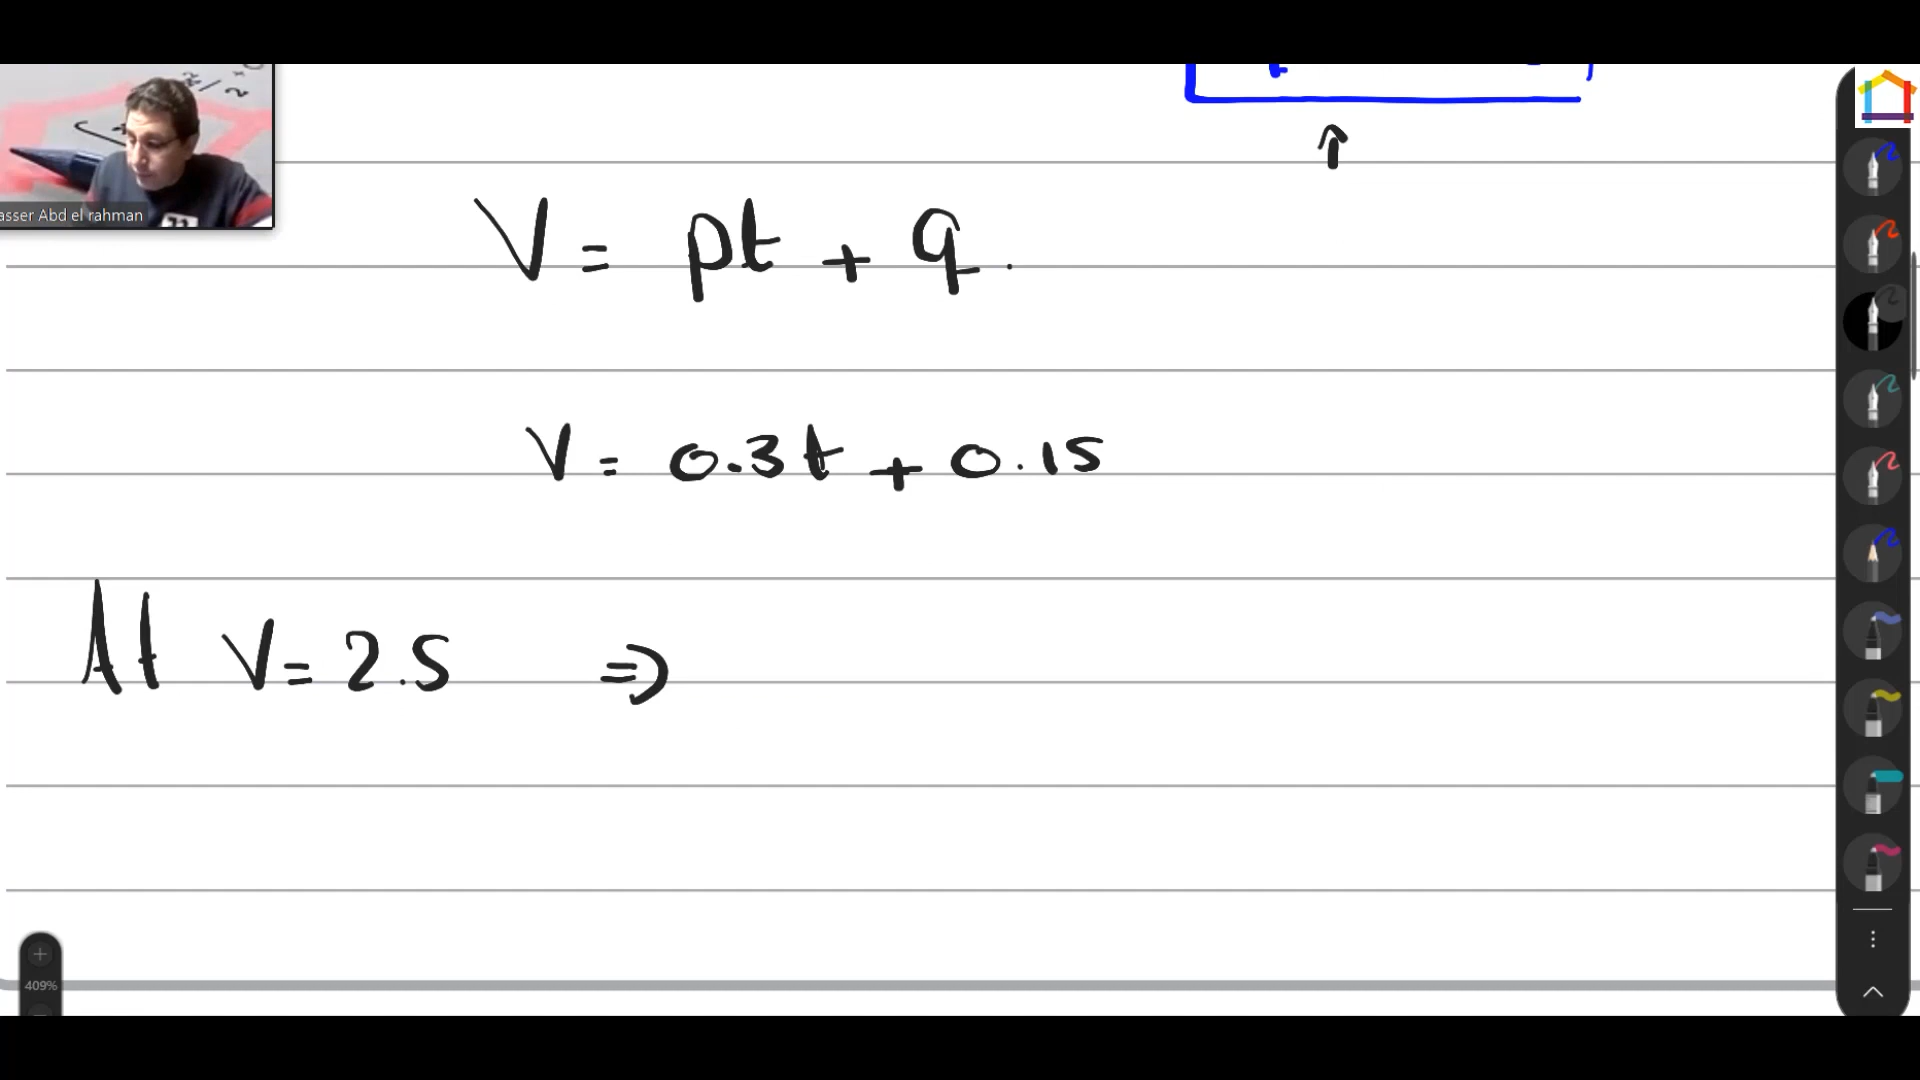 asser Abd el rahman
V = pt + q.
V = 0.3t + 0.15
At V = 2.5 ⇒
409%